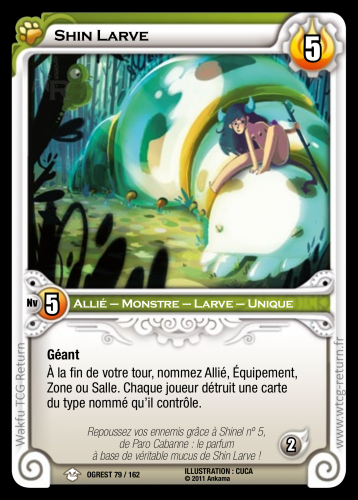 Shin Larve
5
Nv 5 Allié – Monstre – Larve – Unique
Géant
À la fin de votre tour, nommez Allié, Équipement,
Zone ou Salle. Chaque joueur détruit une carte
du type nommé qu'il contrôle.
Repoussez vos ennemis grâce à Shinel n° 5,
de Paro Cabanne : le parfum
à base de véritable mucus de Shin Larve !
2
OGREST 79 / 162
ILLUSTRATION : CUCA
© 2011 Ankama
Wakfu TCG Return
www.wtcg-return.fr